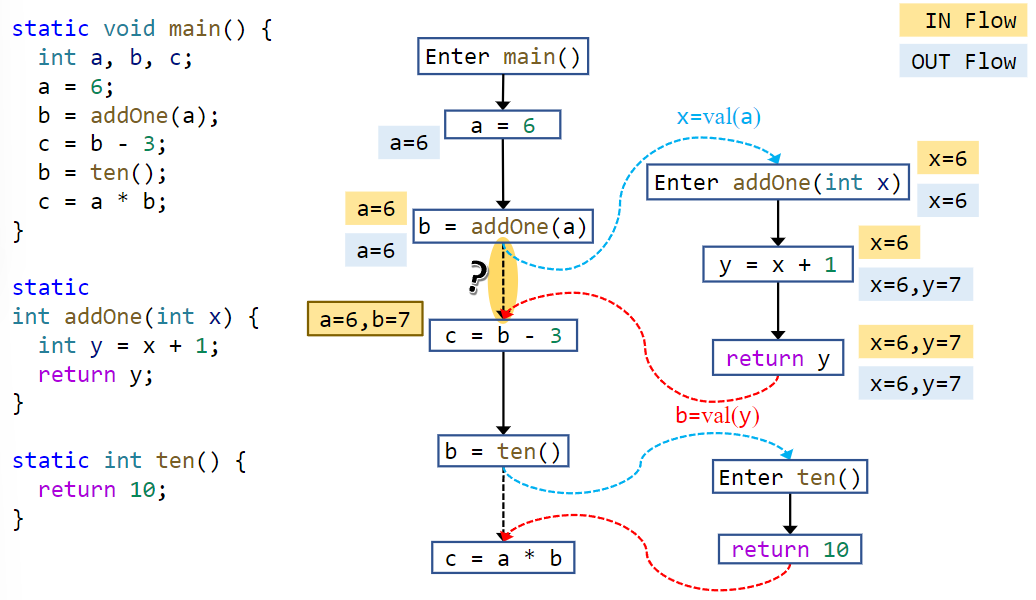 static void main() {
int a, b, c;
a = 6;
b = addOne(a);
c = b - 3;
b = ten();
c = a * b;
}
static
int addOne(int x) {
int y = x + 1;
return y;
}
static int ten() {
return 10;
}
IN Flow
OUT Flow
Enter main()
a = 6
a=6
a=6
b = addOne(a)
a=6
?
a=6,b=7
c = b - 3
b = ten()
c = a * b
x=val(a)
Enter addOne(int x)
x=6
x=6
y = x + 1
x=6
x=6,y=7
return y
x=6,y=7
x=6,y=7
b=val(y)
Enter ten()
return 10